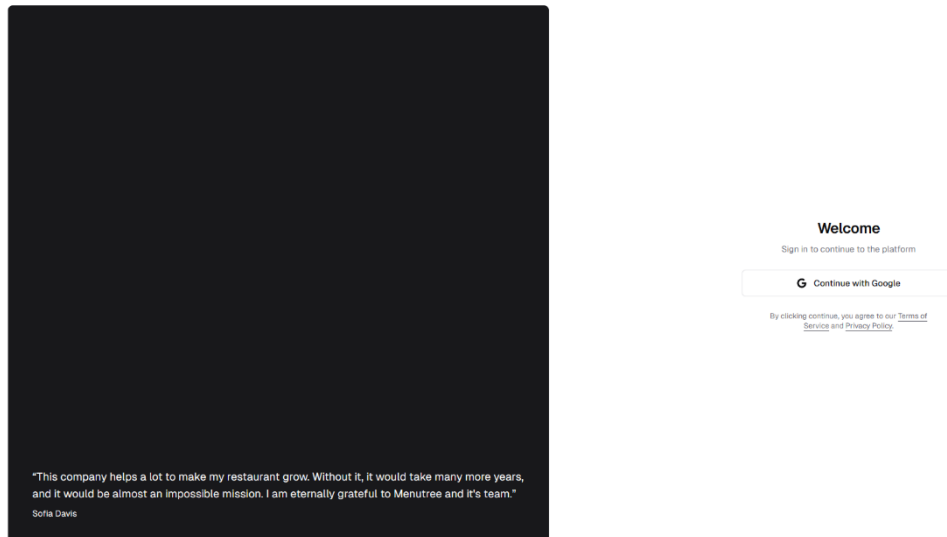 “This company helps a lot to make my restaurant grow. Without it, it would take many more years,
and it would be almost an impossible mission. I am eternally grateful to Menutree and it's team.”
Sofia Davis
Welcome
Sign in to continue to the platform
Continue with Google
By clicking continue, you agree to our Terms of
Service and Privacy Policy.